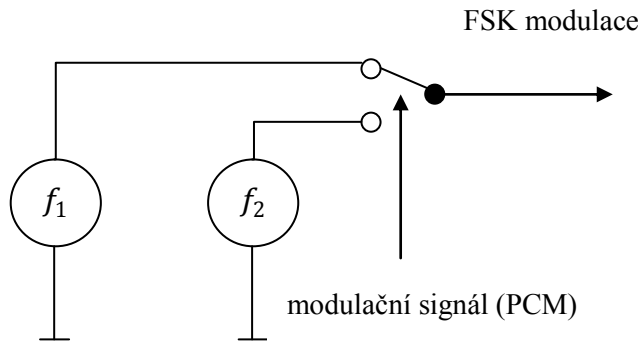 FSK modulace
f₁
f₂
modulační signál (PCM)